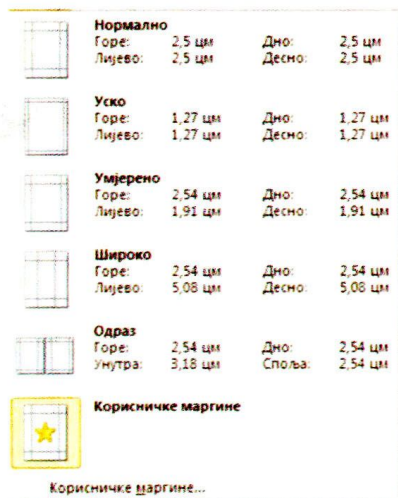 Нормално
Горе: 2,5 цм Дно: 2,5 цм
Лијево: 2,5 цм Десно: 2,5 цм
Уско
Горе: 1,27 цм Дно: 1,27 цм
Лијево: 1,27 цм Десно: 1,27 цм
Умјерено
Горе: 2,54 цм Дно: 2,54 цм
Лијево: 1,91 цм Десно: 1,91 цм
Широко
Горе: 2,54 цм Дно: 2,54 цм
Лијево: 5,08 цм Десно: 5,08 цм
Одраз
Горе: 2,54 цм Дно: 2,54 цм
Унутра: 3,18 цм Споља: 2,54 цм
Корисничке маргине
Корисничке маргине...